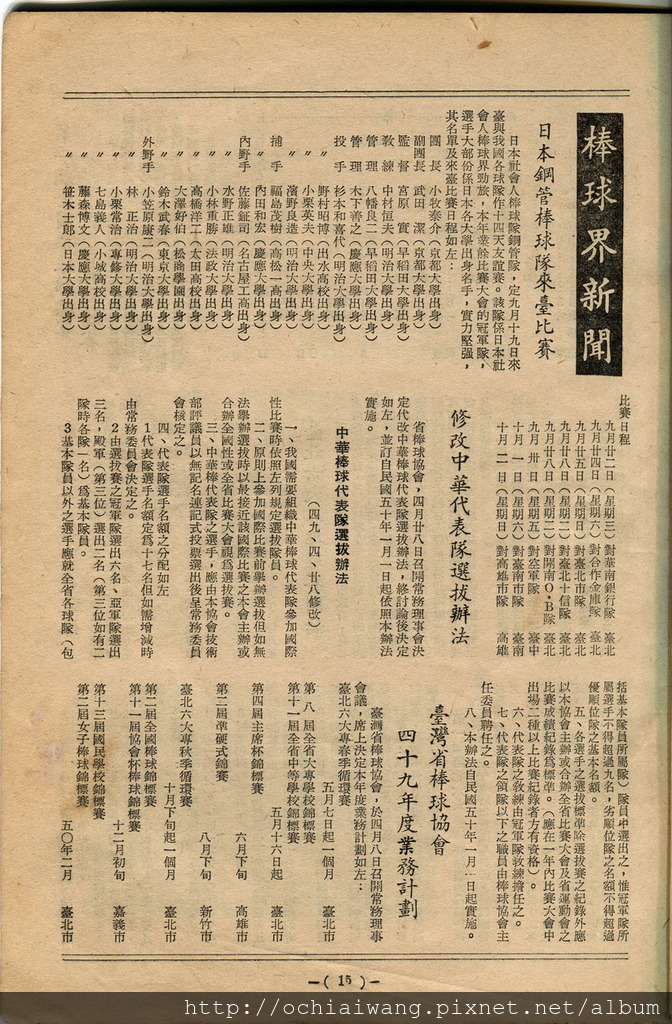 棒球界新聞
日本鋼管棒球隊來臺比賽
日本社會人棒球隊鋼管隊,定九月十九日來
臺與我國各球隊作十四天友誼賽。該隊係日本社
會人棒球界勁旅,本年業餘比賽大會的冠軍隊,
選手大部份係日本各大學出身名手,實力堅强,
其名單及來臺比賽日程如左:
團長 小牧泰介(京都大學出身)
副團長 武田 潔(京都大學出身)
監督 宮原 實(早稻田大學出身)
教練 中村恒夫(明治大學出身)
管理 八幡良二(早稻田大學出身)
管理 木下善之(慶應大學出身)
投手 杉本和喜代(明治大學出身)
〃 野村昭博(出水高校出身)
〃 小栗英夫(中央大學出身)
〃 濱野良造(明治大學出身)
捕手 福島茂樹(高松一高出身)
〃 內田和宏(慶應大學出身)
內野手 佐藤鉦司(名古屋工高出身)
〃 水野正雄(明治大學出身)
〃 小林重勝(法政大學出身)
〃 高橋洋工(太田高校出身)
〃 大澤好伯(松商學園出身)
〃 鈴木武春(東京大學出身)
外野手 小笠原康二(明治大學出身)
〃 林 正治(明治大學出身)
〃 小栗常治(專修大學出身)
〃 七島義人(小城高校出身)
〃 藤森博文(慶應大學出身)
〃 笹木士郎(日本大學出身)
比賽日程
九月廿二日(星期三)對華南銀行隊 臺北
九月廿四日(星期六)對合作金庫隊 臺北
九月廿五日(星期日)對臺北市隊 臺北
九月廿八日(星期二)對臺北十信隊 臺北
九月廿八日(星期二)對開南O‧B隊 臺北
九月卅日(星期五)對空軍隊 臺中
十月一日(星期六)對臺南市隊 臺南
十月二日(星期日)對高雄市隊 高雄
修改中華代表隊選拔辦法
省棒球協會,四月廿八日召開常務理事會決
定代改中華棒球代表隊選拔辦法,終討論後決定
如左,並訂自民國五十年一月一日起依照本辦法
實施。
中華棒球代表隊選拔辦法
(四九、四、廿八修改)
一、我國需要組織中華棒球代表隊參加國際
性比賽時依照左列規定選拔隊員。
二、原則上參加國際比賽前舉辦選拔但如無
法舉辦選拔時以最接近該國際比賽之本會主辦或
合辦全國性或全省比賽大會視為選拔賽。
三、中華棒代表隊之選手,應由本協會技術
部評議員以無記名連記式投票選出後呈常務委員
會核定之。
四、代表隊選手名額之分配如左
1代表隊選手名額定爲十七名但如需增減時
由常務委員會決定之。
2由選拔賽之冠軍隊選出六名、亞軍隊選出
三名,殿軍(第三位)選出二名(第三位如有二
隊時各隊一名)爲基本隊員。
3基本隊員以外之選手應就全省各球隊(包
括基本隊員所屬隊)隊員中選出之,惟冠軍隊所
屬選手不得超過九名,劣順位隊之名額不得超過
優順位隊之基本名額。
五、各選手之選拔標準除選拔賽之紀錄外應
以本協會主辦或合辦全省比賽大會及省運動會之
比賽成績紀錄爲標準。(應在一年內比賽大會中
出場二種以上比賽紀錄者方有資格)。
六、代表隊之教練由冠軍隊教練擔任之。
七、代表隊之領隊以下之職員由棒球協會主
任委員聘任之。
八、本辦法自民國五十年一月一日起實施。
臺灣省棒球協會
四十九年度業務計劃
臺灣省棒球協會,於四月八日召開常務理事
會議,席上決定本年度業務計劃如左:
臺北六大專春季循環賽
五月七日起一個月 臺北市
第八屆全省大專學校錦標賽
第十一屆全省中等學校錦標賽
五月十六日起 臺北市
第四屆主席杯錦標賽
六月下旬 高雄市
第二屆準硬式錦賽
八月下旬 新竹市
臺北六大專秋季循環賽
十月下旬起一個月 臺北市
第二屆全國棒球錦標賽
第十一屆協會杯棒球錦標賽
十二月初旬 嘉義市
第十三屆國民學校錦標賽
第二屆女子棒球錦標賽
五〇年二月 臺北市
—( 15 )—
http://ochiaiwang.pixnet.net/album